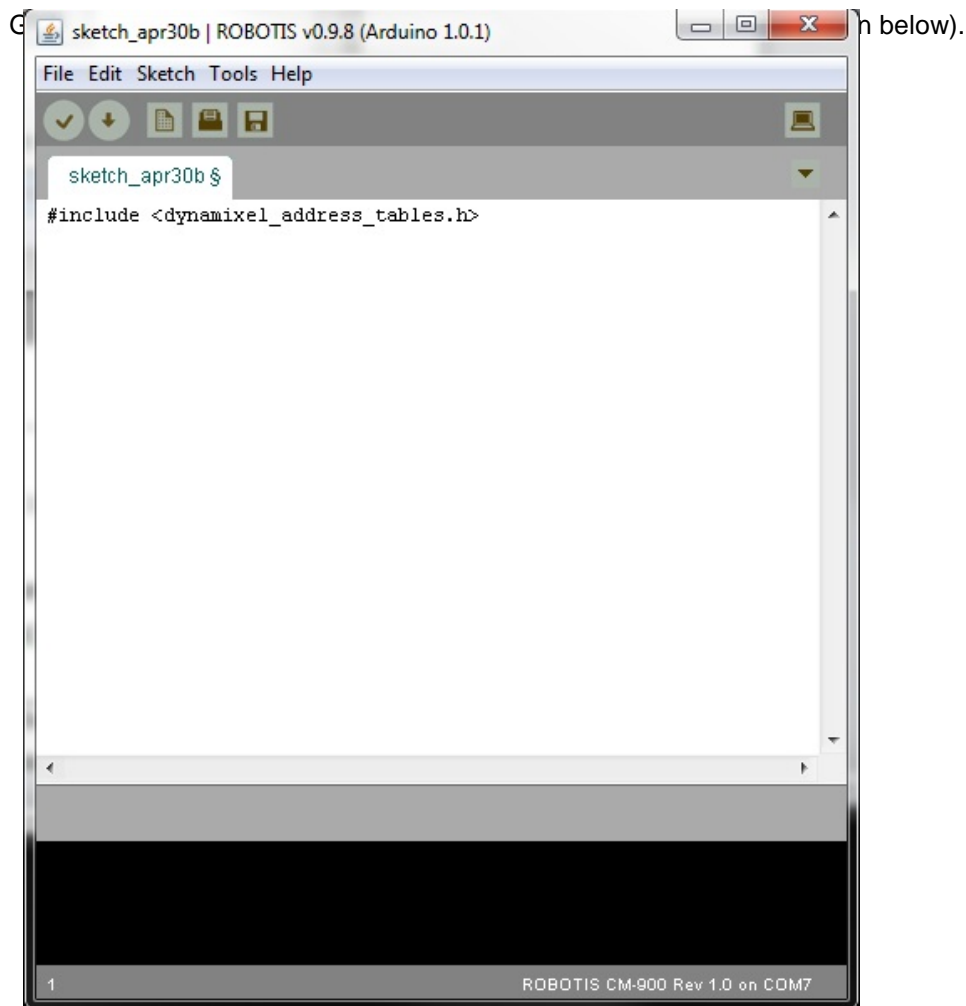 sketch_apr30b | ROBOTIS v0.9.8 (Arduino 1.0.1)
below).
File Edit Sketch Tools Help
sketch_apr30b §
#include <dynamixel_address_tables.h>
1 ROBOTIS CM-900 Rev 1.0 on COM7